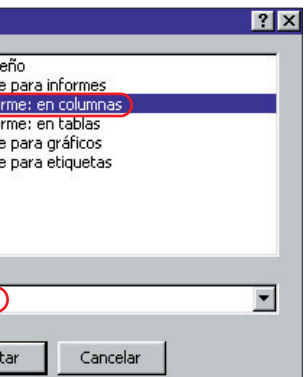 eño
e para informes
rme: en columnas
rme: en tablas
e para gráficos
e para etiquetas
tar
Cancelar